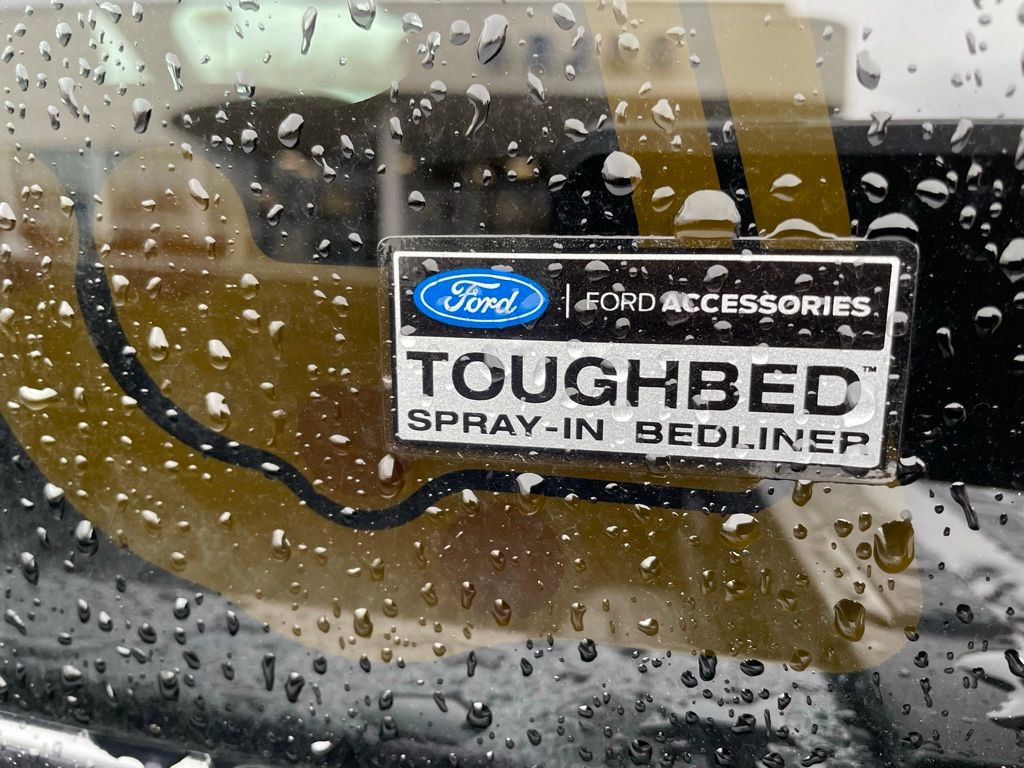 Ford | FORD ACCESSORIES
TOUGHBED™
SPRAY-IN BEDLINER